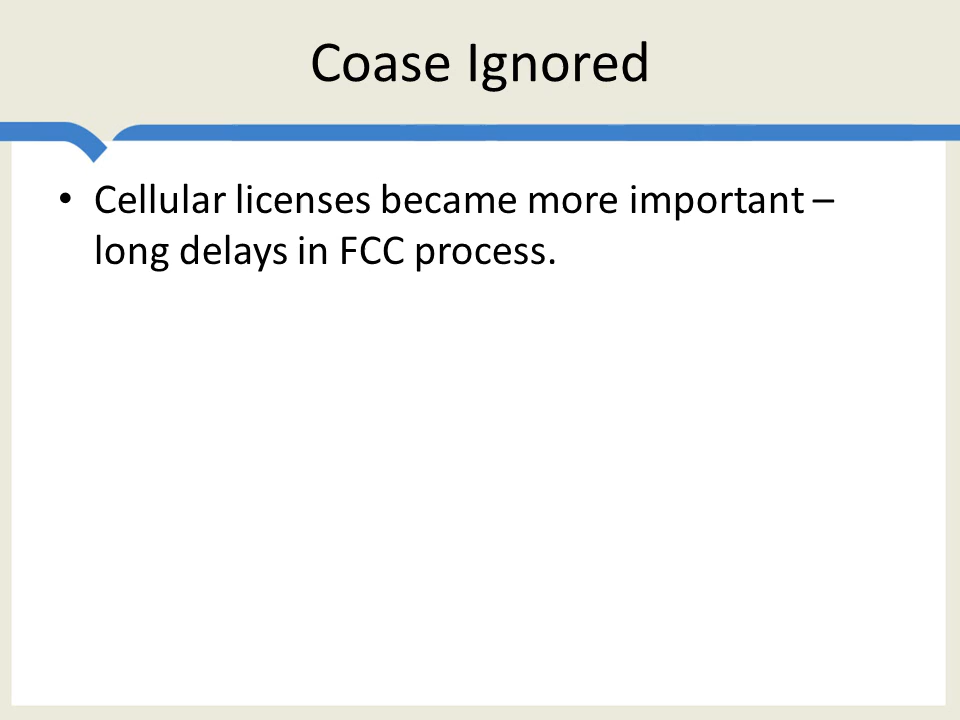 Coase Ignored
• Cellular licenses became more important –
long delays in FCC process.